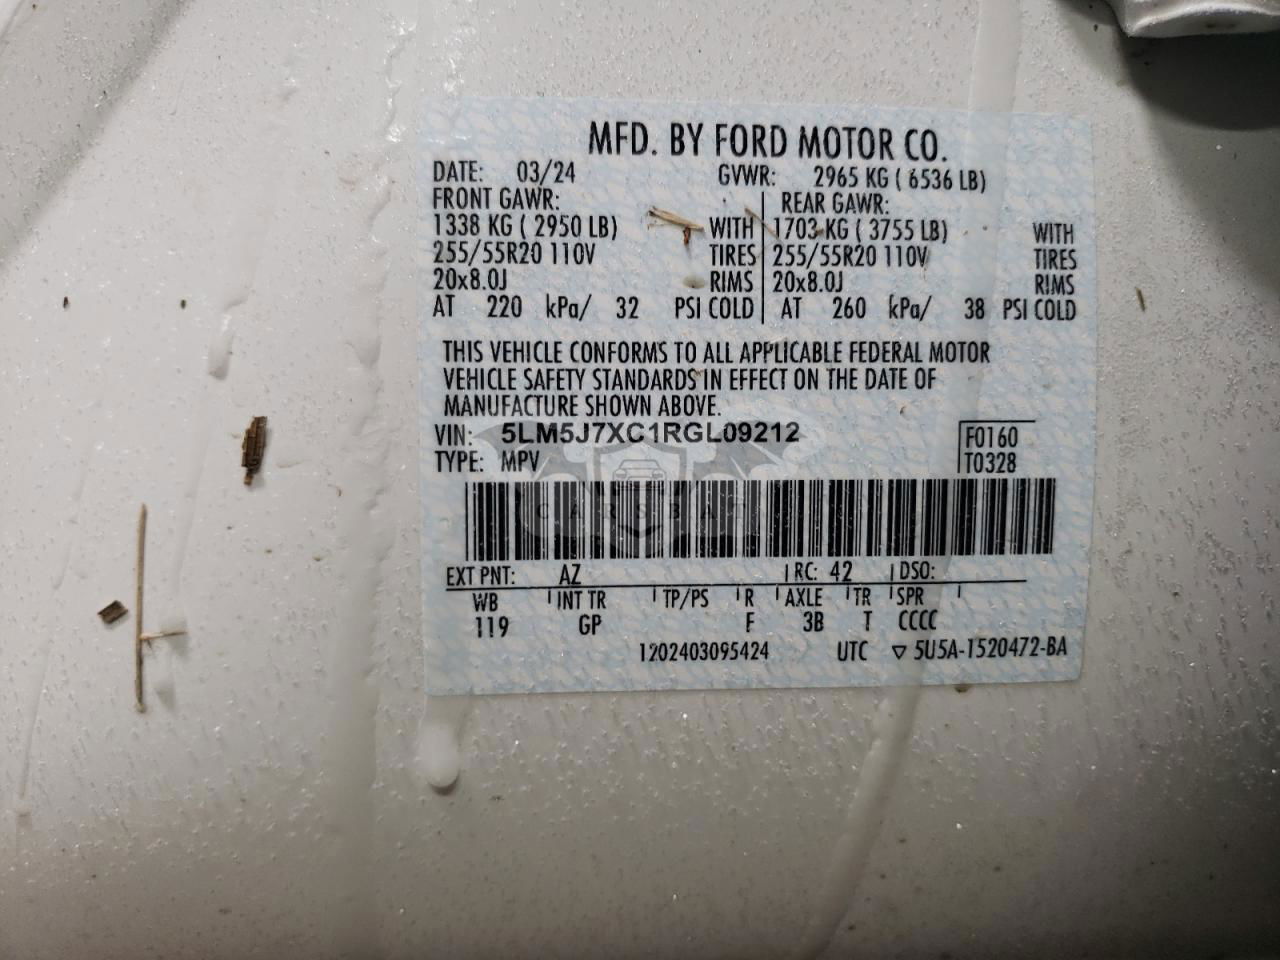 MFD. BY FORD MOTOR CO.
DATE: 03/24 GVWR: 2965 KG ( 6536 LB)
FRONT GAWR: REAR GAWR:
1338 KG ( 2950 LB) WITH 1703 KG ( 3755 LB) WITH
255/55R20 110V TIRES 255/55R20 110V TIRES
20x8.0J RIMS 20x8.0J RIMS
AT 220 kPa/ 32 PSI COLD AT 260 kPa/ 38 PSI COLD
THIS VEHICLE CONFORMS TO ALL APPLICABLE FEDERAL MOTOR
VEHICLE SAFETY STANDARDS IN EFFECT ON THE DATE OF
MANUFACTURE SHOWN ABOVE.
VIN: 5LM5J7XC1RGL09212 F0160
TYPE: MPV T0328
EXT PNT: AZ RC: 42 DSO:
WB INT TR TP/PS R AXLE TR SPR
119 GP F 3B T CCCC
1202403095424 UTC ▽ 5U5A-1520472-BA